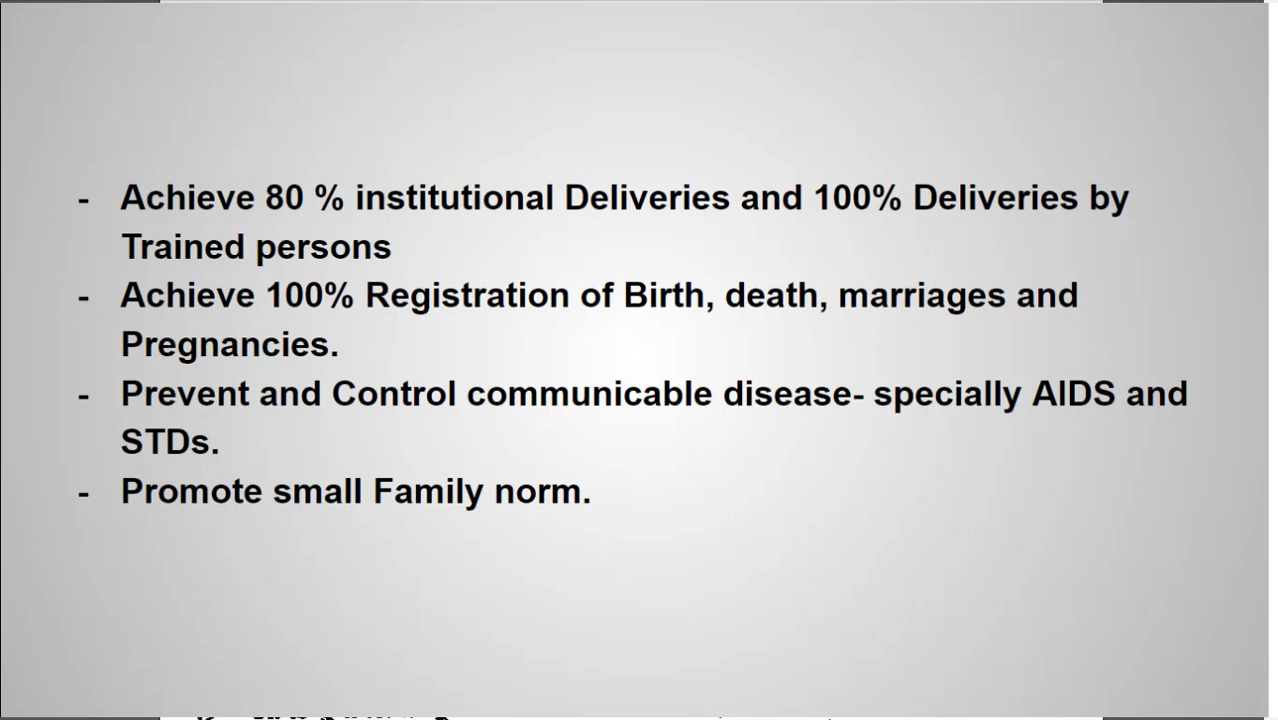 - Achieve 80 % institutional Deliveries and 100% Deliveries by
Trained persons
- Achieve 100% Registration of Birth, death, marriages and
Pregnancies.
- Prevent and Control communicable disease- specially AIDS and
STDs.
- Promote small Family norm.